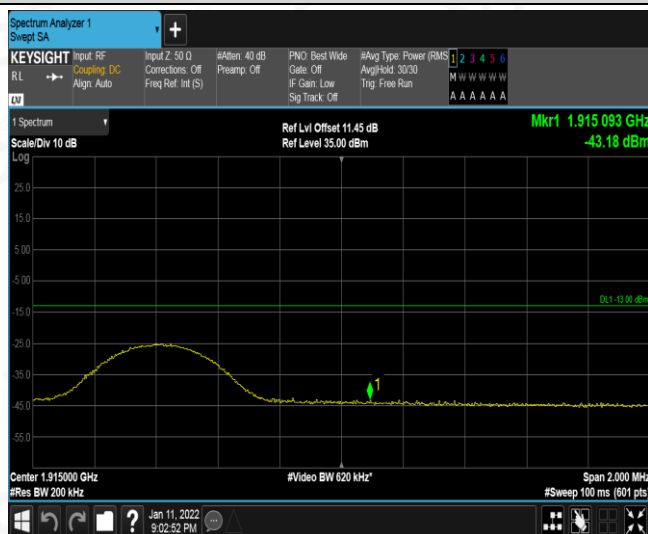 Spectrum Analyzer 1
Swept SA
+
KEYSIGHT
RL
LXI
Input: RF
Coupling: DC
Align: Auto
Input Z: 50 Ω
Corrections: Off
Freq Ref: Int (S)
#Atten: 40 dB
Preamp: Off
PNO: Best Wide
Gate: Off
IF Gain: Low
Sig Track: Off
#Avg Type: Power (RMS
Avg|Hold: 30/30
Trig: Free Run
1 2 3 4 5 6
M W W W W W
A A A A A A
1 Spectrum
Scale/Div 10 dB
Ref Lvl Offset 11.45 dB
Ref Level 35.00 dBm
Mkr1 1.915 093 GHz
-43.18 dBm
Log
25.0
15.0
5.00
-5.00
DL1 -13.00 dBm
-15.0
-25.0
-35.0
1
-45.0
-55.0
Center 1.915000 GHz
#Res BW 200 kHz
#Video BW 620 kHz*
Span 2.000 MHz
#Sweep 100 ms (601 pts)
?
Jan 11, 2022
9:02:52 PM